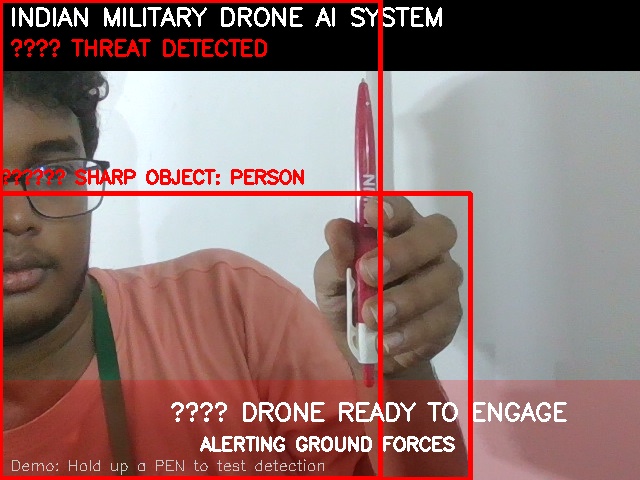 INDIAN MILITARY DRONE AI SYSTEM
???? THREAT DETECTED
?????? SHARP OBJECT: PERSON
???? DRONE READY TO ENGAGE
ALERTING GROUND FORCES
Demo: Hold up a PEN to test detection